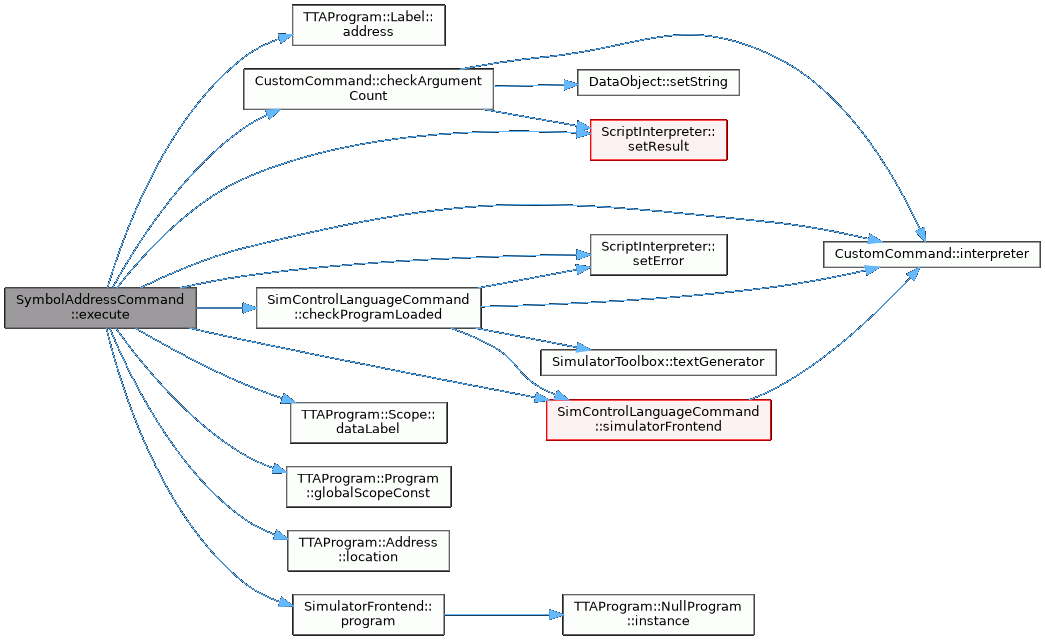 TTAProgram::Label::
address
CustomCommand::checkArgument
Count
DataObject::setString
ScriptInterpreter::
setResult
ScriptInterpreter::
setError
CustomCommand::interpreter
SymbolAddressCommand
::execute
SimControlLanguageCommand
::checkProgramLoaded
SimulatorToolbox::textGenerator
TTAProgram::Scope::
dataLabel
SimControlLanguageCommand
::simulatorFrontend
TTAProgram::Program
::globalScopeConst
TTAProgram::Address
::location
SimulatorFrontend::
program
TTAProgram::NullProgram
::instance